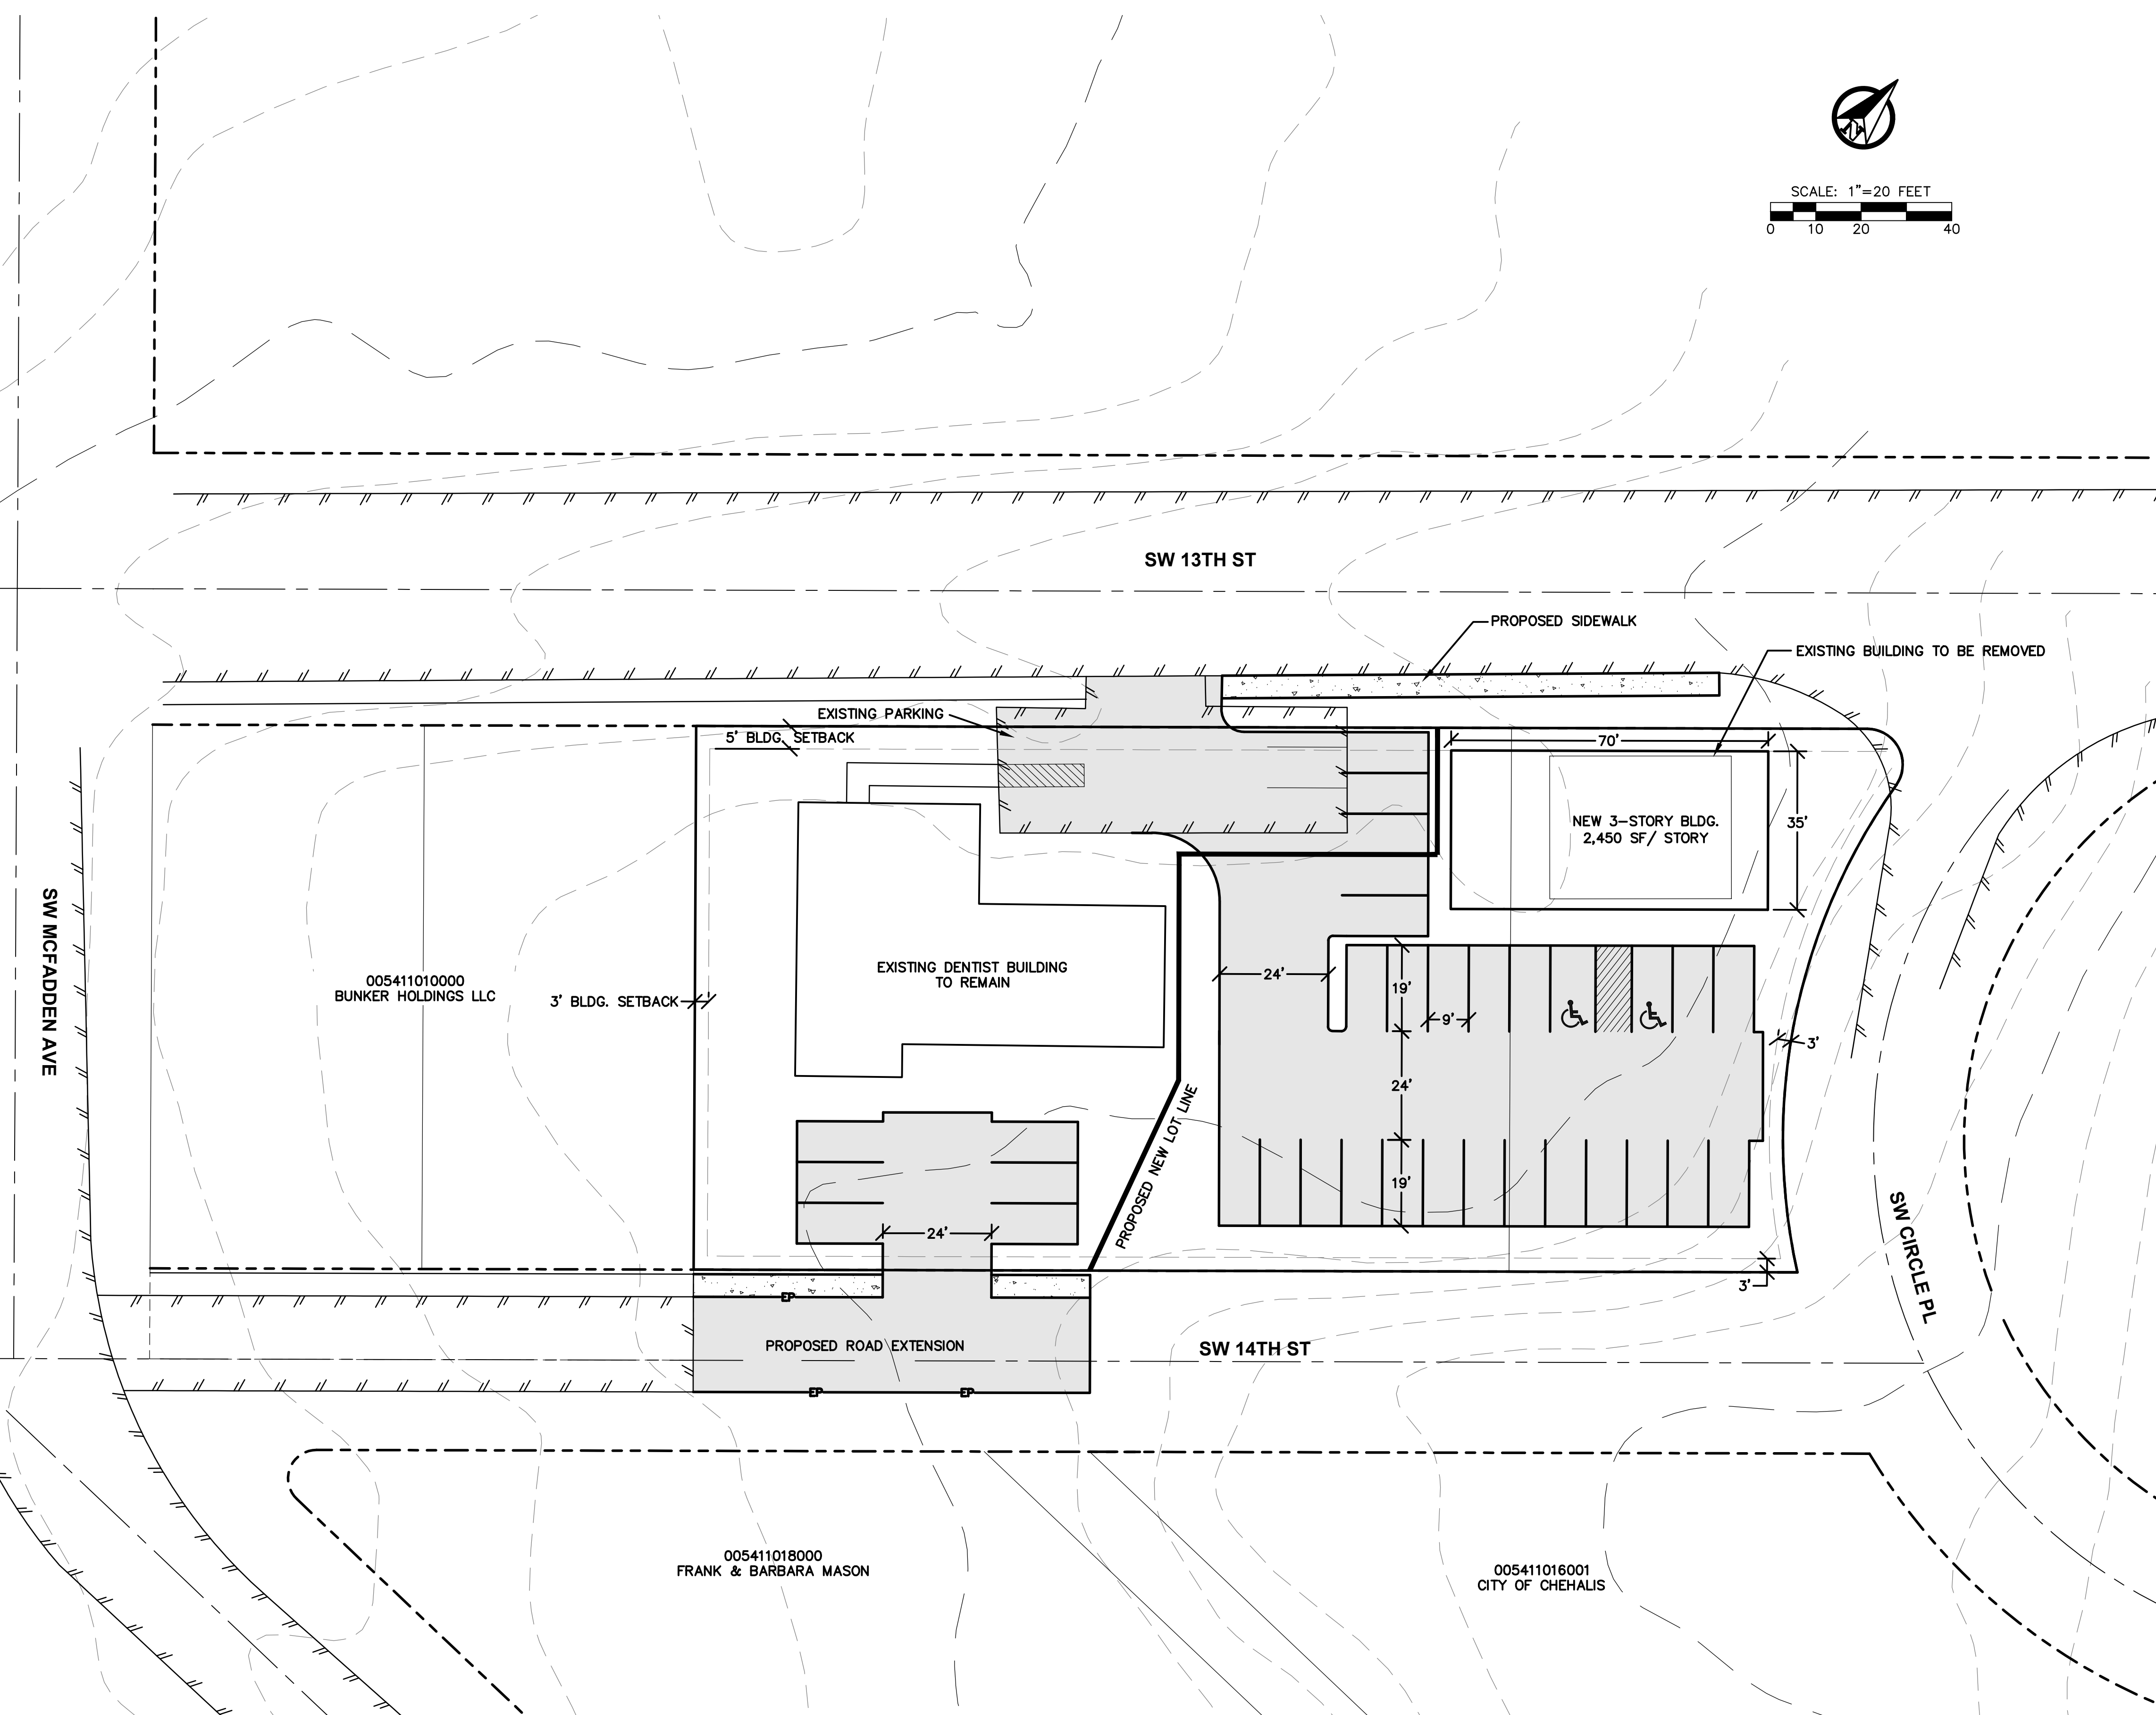 N
SCALE: 1"=20 FEET
0 10 20 40
SW 13TH ST
PROPOSED SIDEWALK
EXISTING BUILDING TO BE REMOVED
EXISTING PARKING
5' BLDG. SETBACK
70'
35'
NEW 3-STORY BLDG.
2,450 SF/ STORY
SW MCFADDEN AVE
005411010000
BUNKER HOLDINGS LLC
3' BLDG. SETBACK
EXISTING DENTIST BUILDING
TO REMAIN
24'
19'
9'
3'
24'
19'
PROPOSED NEW LOT LINE
24'
SW CIRCLE PL
3'
EP
PROPOSED ROAD EXTENSION
SW 14TH ST
EP
EP
005411018000
FRANK & BARBARA MASON
005411016001
CITY OF CHEHALIS